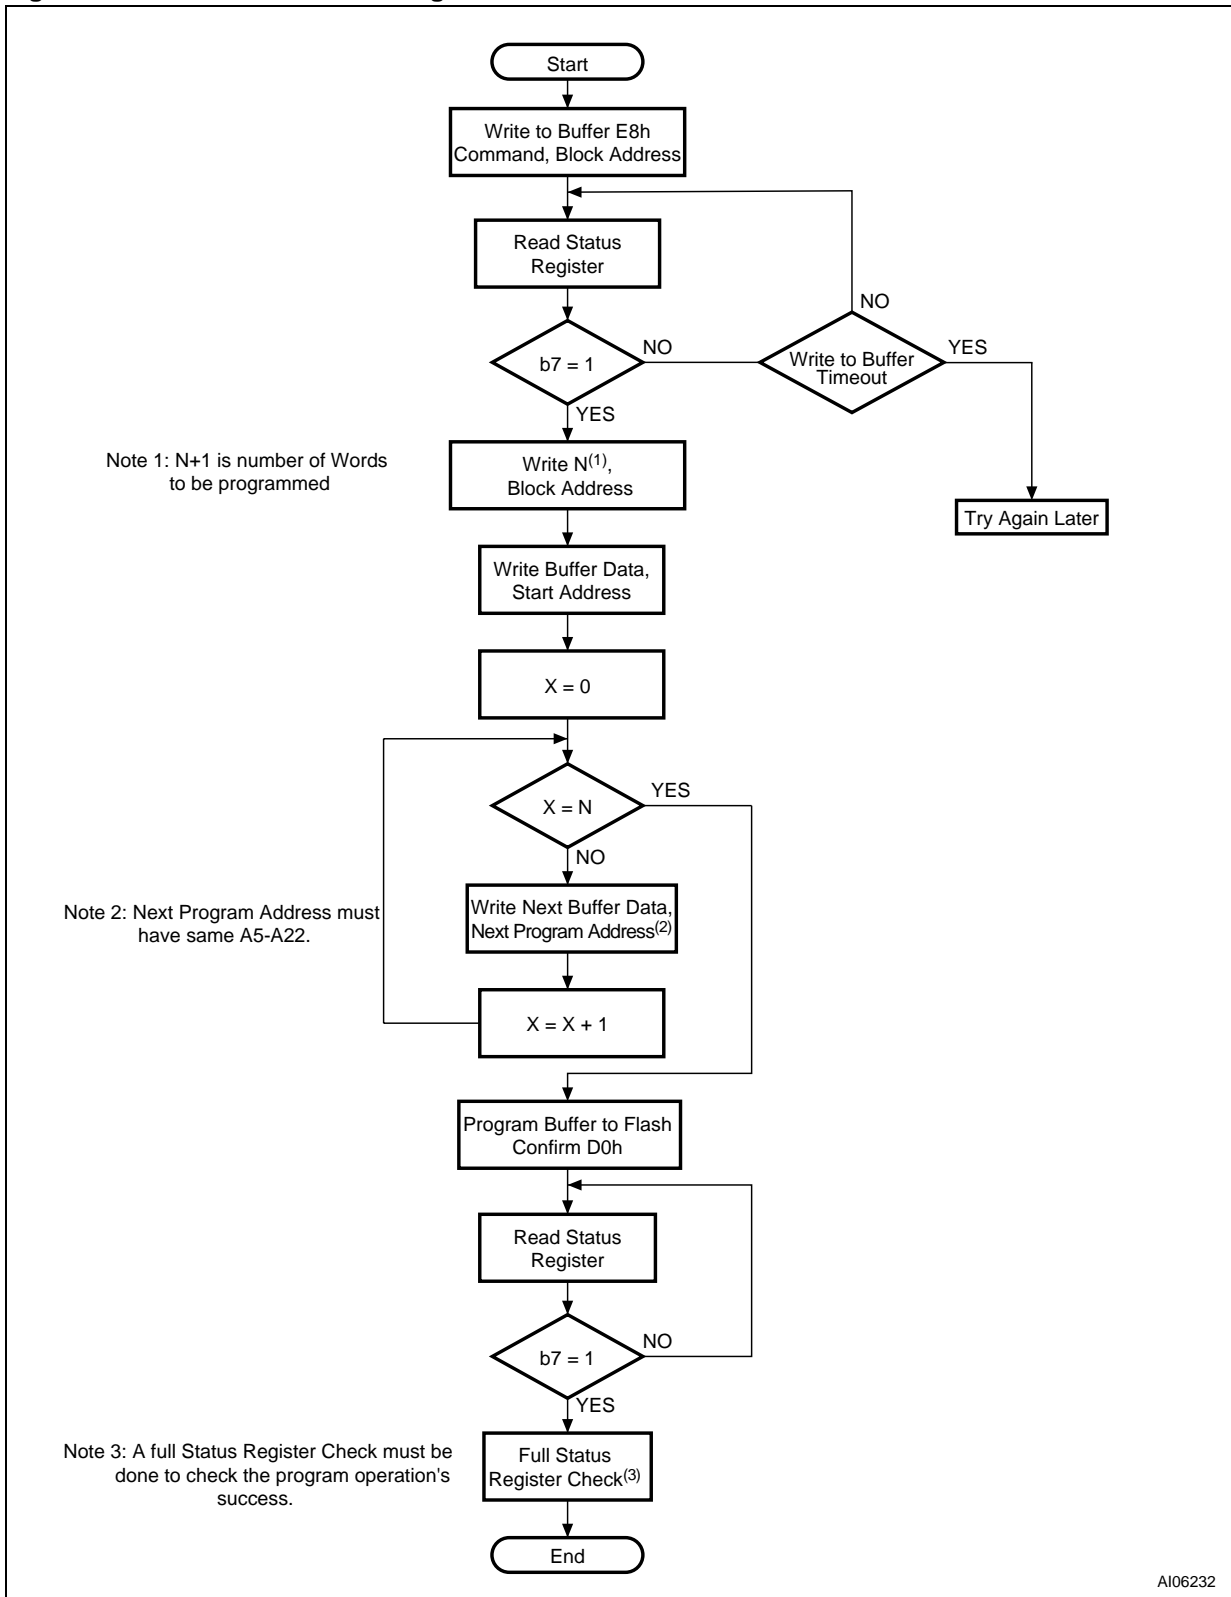 Start
Write to Buffer E8h
Command, Block Address
Read Status
Register
NO
b7 = 1
NO
Write to Buffer
Timeout
YES
YES
Note 1: N+1 is number of Words
to be programmed
Write N(1),
Block Address
Try Again Later
Write Buffer Data,
Start Address
X = 0
X = N
YES
NO
Note 2: Next Program Address must
have same A5-A22.
Write Next Buffer Data,
Next Program Address(2)
X = X + 1
Program Buffer to Flash
Confirm D0h
Read Status
Register
b7 = 1
NO
YES
Note 3: A full Status Register Check must be
done to check the program operation's
success.
Full Status
Register Check(3)
End
AI06232